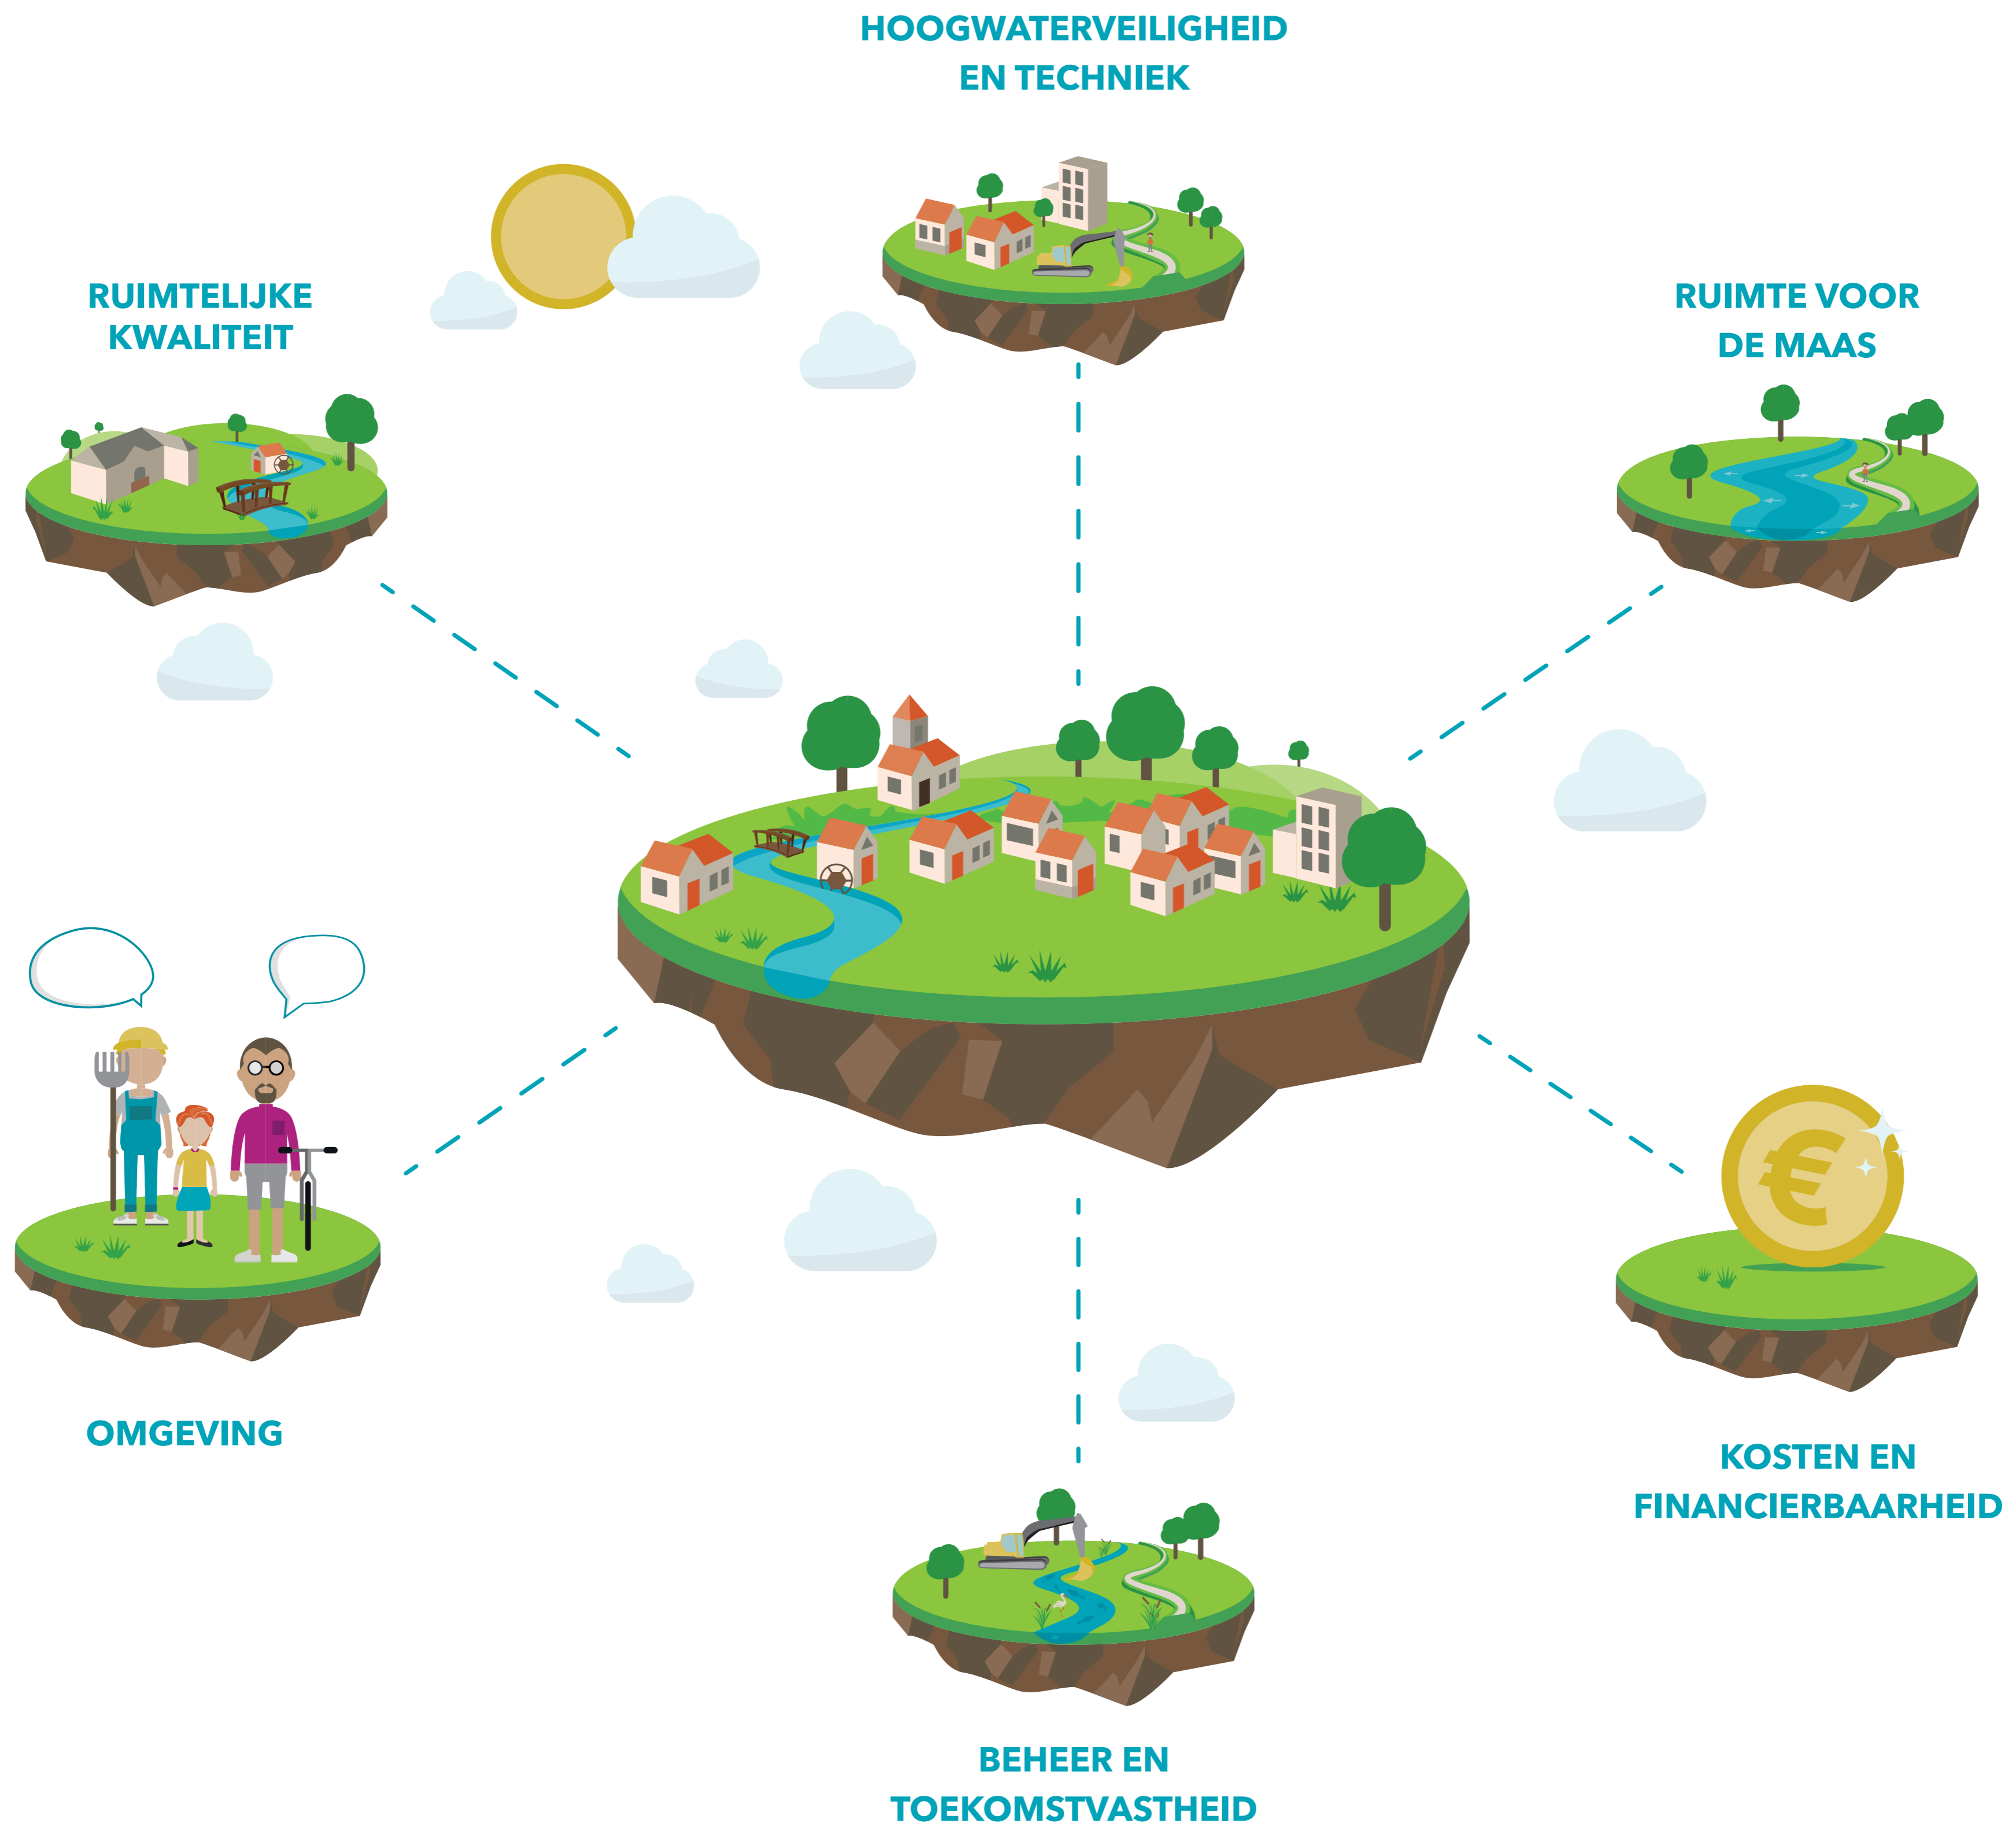 HOOGWATERVEILIGHEID
EN TECHNIEK
RUIMTELIJKE
KWALITEIT
RUIMTE VOOR
DE MAAS
€
OMGEVING
KOSTEN EN
FINANCIERBAARHEID
BEHEER EN
TOEKOMSTVASTHEID